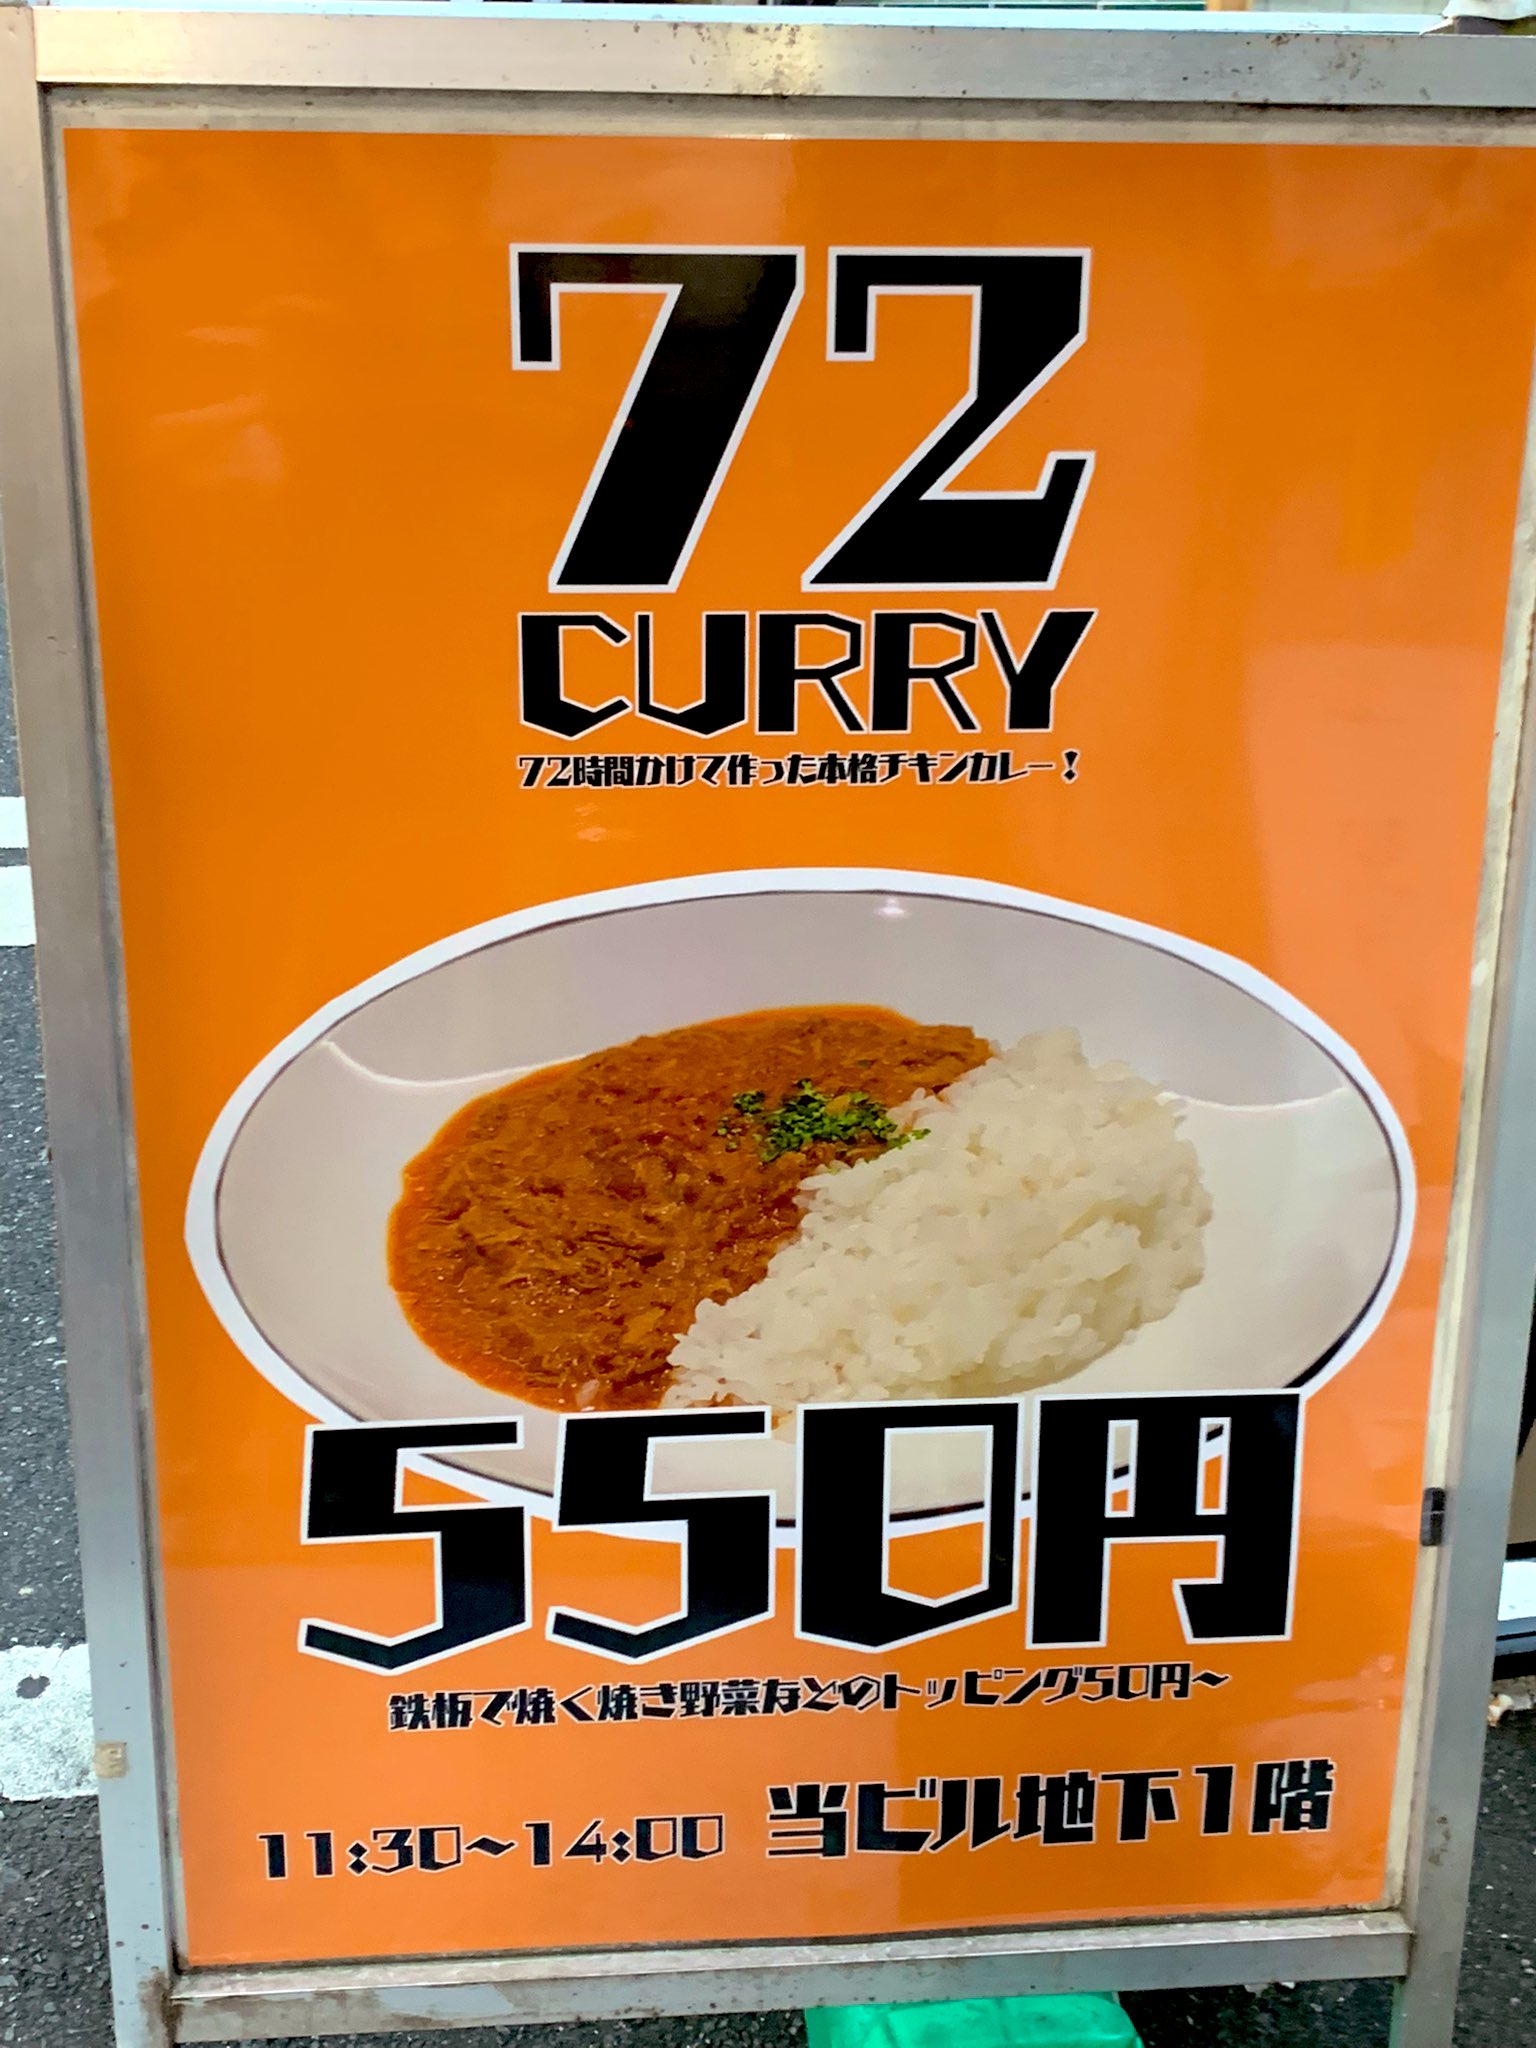 72
CURRY
72時間かけて作った本格チキンカレー!
550円
鉄板で焼く焼き野菜などのトッピング50円~
11:30~14:00 当ビル地下1階